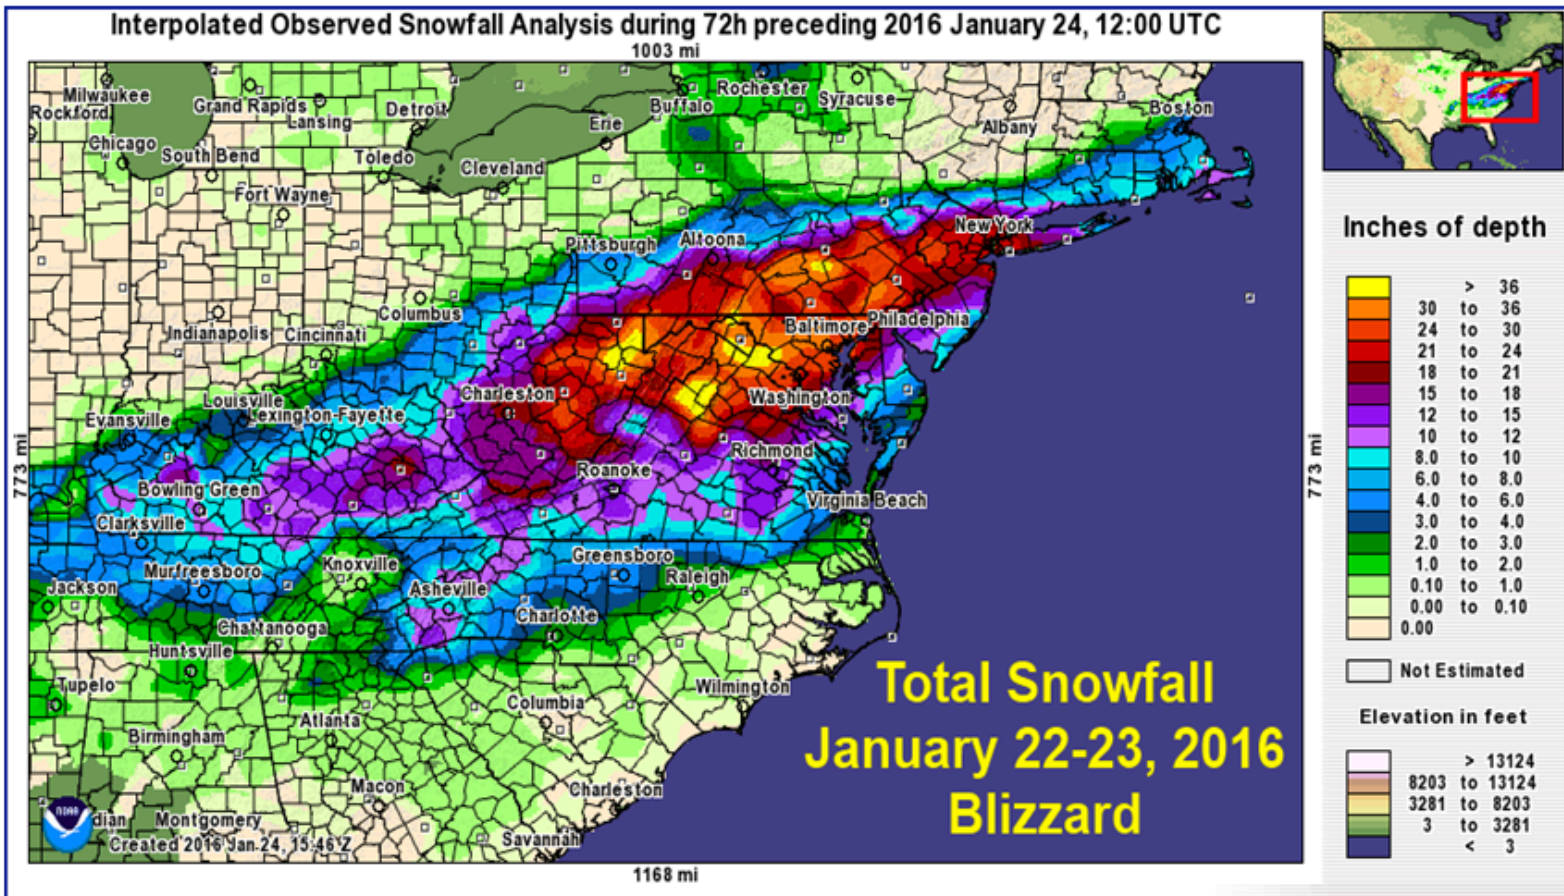 Interpolated Observed Snowfall Analysis during 72h preceding 2016 January 24, 12:00 UTC
1003 mi
Milwaukee
Rockford
Grand Rapids
Lansing
Detroit
Buffalo
Rochester
Syracuse
Boston
Chicago
South Bend
Toledo
Erie
Albany
Cleveland
Fort Wayne
New York
Pittsburgh
Altoona
Columbus
Indianapolis
Cincinnati
Baltimore
Philadelphia
Charleston
Washington
Louisville
Evansville
Lexington-Fayette
Richmond
Roanoke
773 mi
773 mi
Bowling Green
Virginia Beach
Clarksville
Greensboro
Murfreesboro
Knoxville
Raleigh
Jackson
Asheville
Charlotte
Chattanooga
Huntsville
Tupelo
Wilmington
Columbia
Atlanta
Birmingham
Macon
Charleston
NOAA
dian
Montgomery
Savannah
Created 2016 Jan 24, 15:46 Z
Total Snowfall
January 22-23, 2016
Blizzard
1168 mi
Inches of depth
> 36
30 to 36
24 to 30
21 to 24
18 to 21
15 to 18
12 to 15
10 to 12
8.0 to 10
6.0 to 8.0
4.0 to 6.0
3.0 to 4.0
2.0 to 3.0
1.0 to 2.0
0.10 to 1.0
0.00 to 0.10
0.00
Not Estimated
Elevation in feet
> 13124
8203 to 13124
3281 to 8203
3 to 3281
< 3